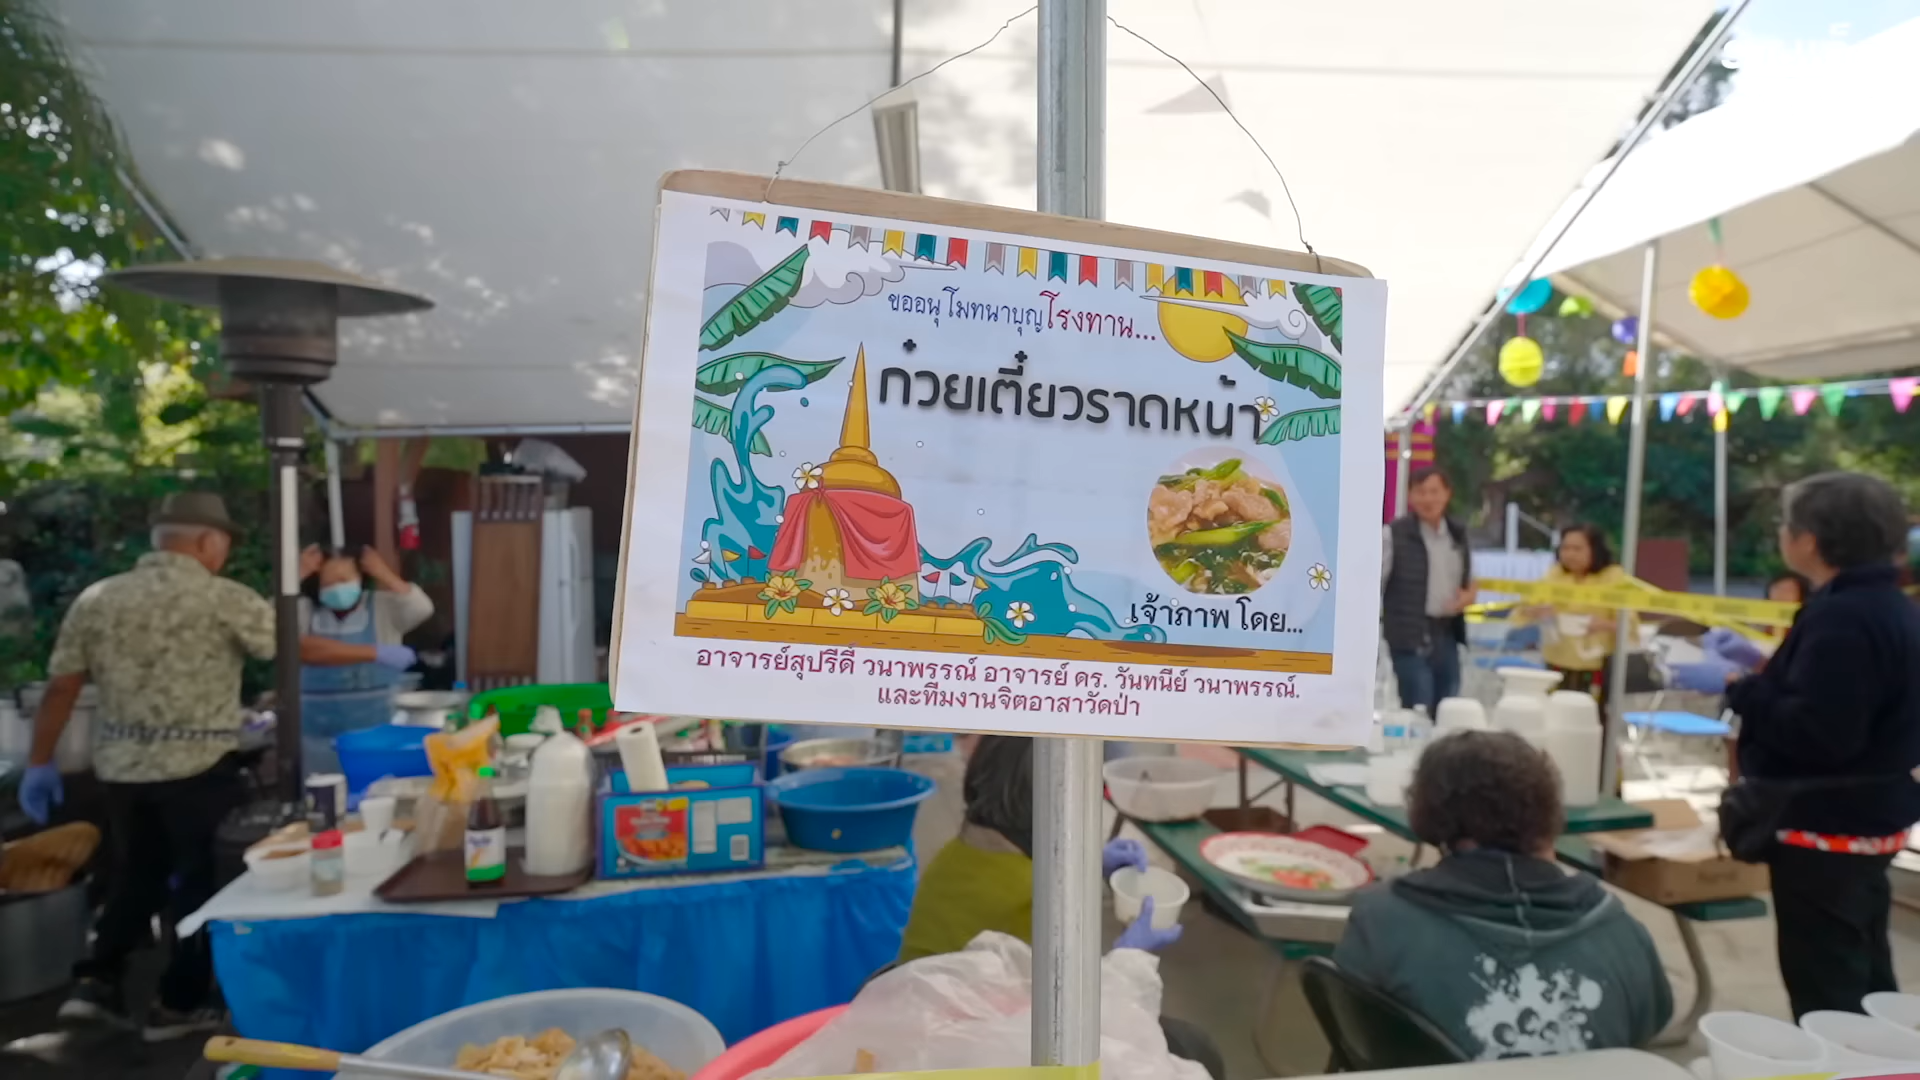 ขออนุโมทนาบุญโรงทาน...
ก๋วยเตี๋ยวราดหน้า
เจ้าภาพโดย...
อาจารย์สุปรีดี วนาพรรณ์ อาจารย์ ดร. วันทนีย์ วนาพรรณ์.
และทีมงานจิตอาสาวัดป่า